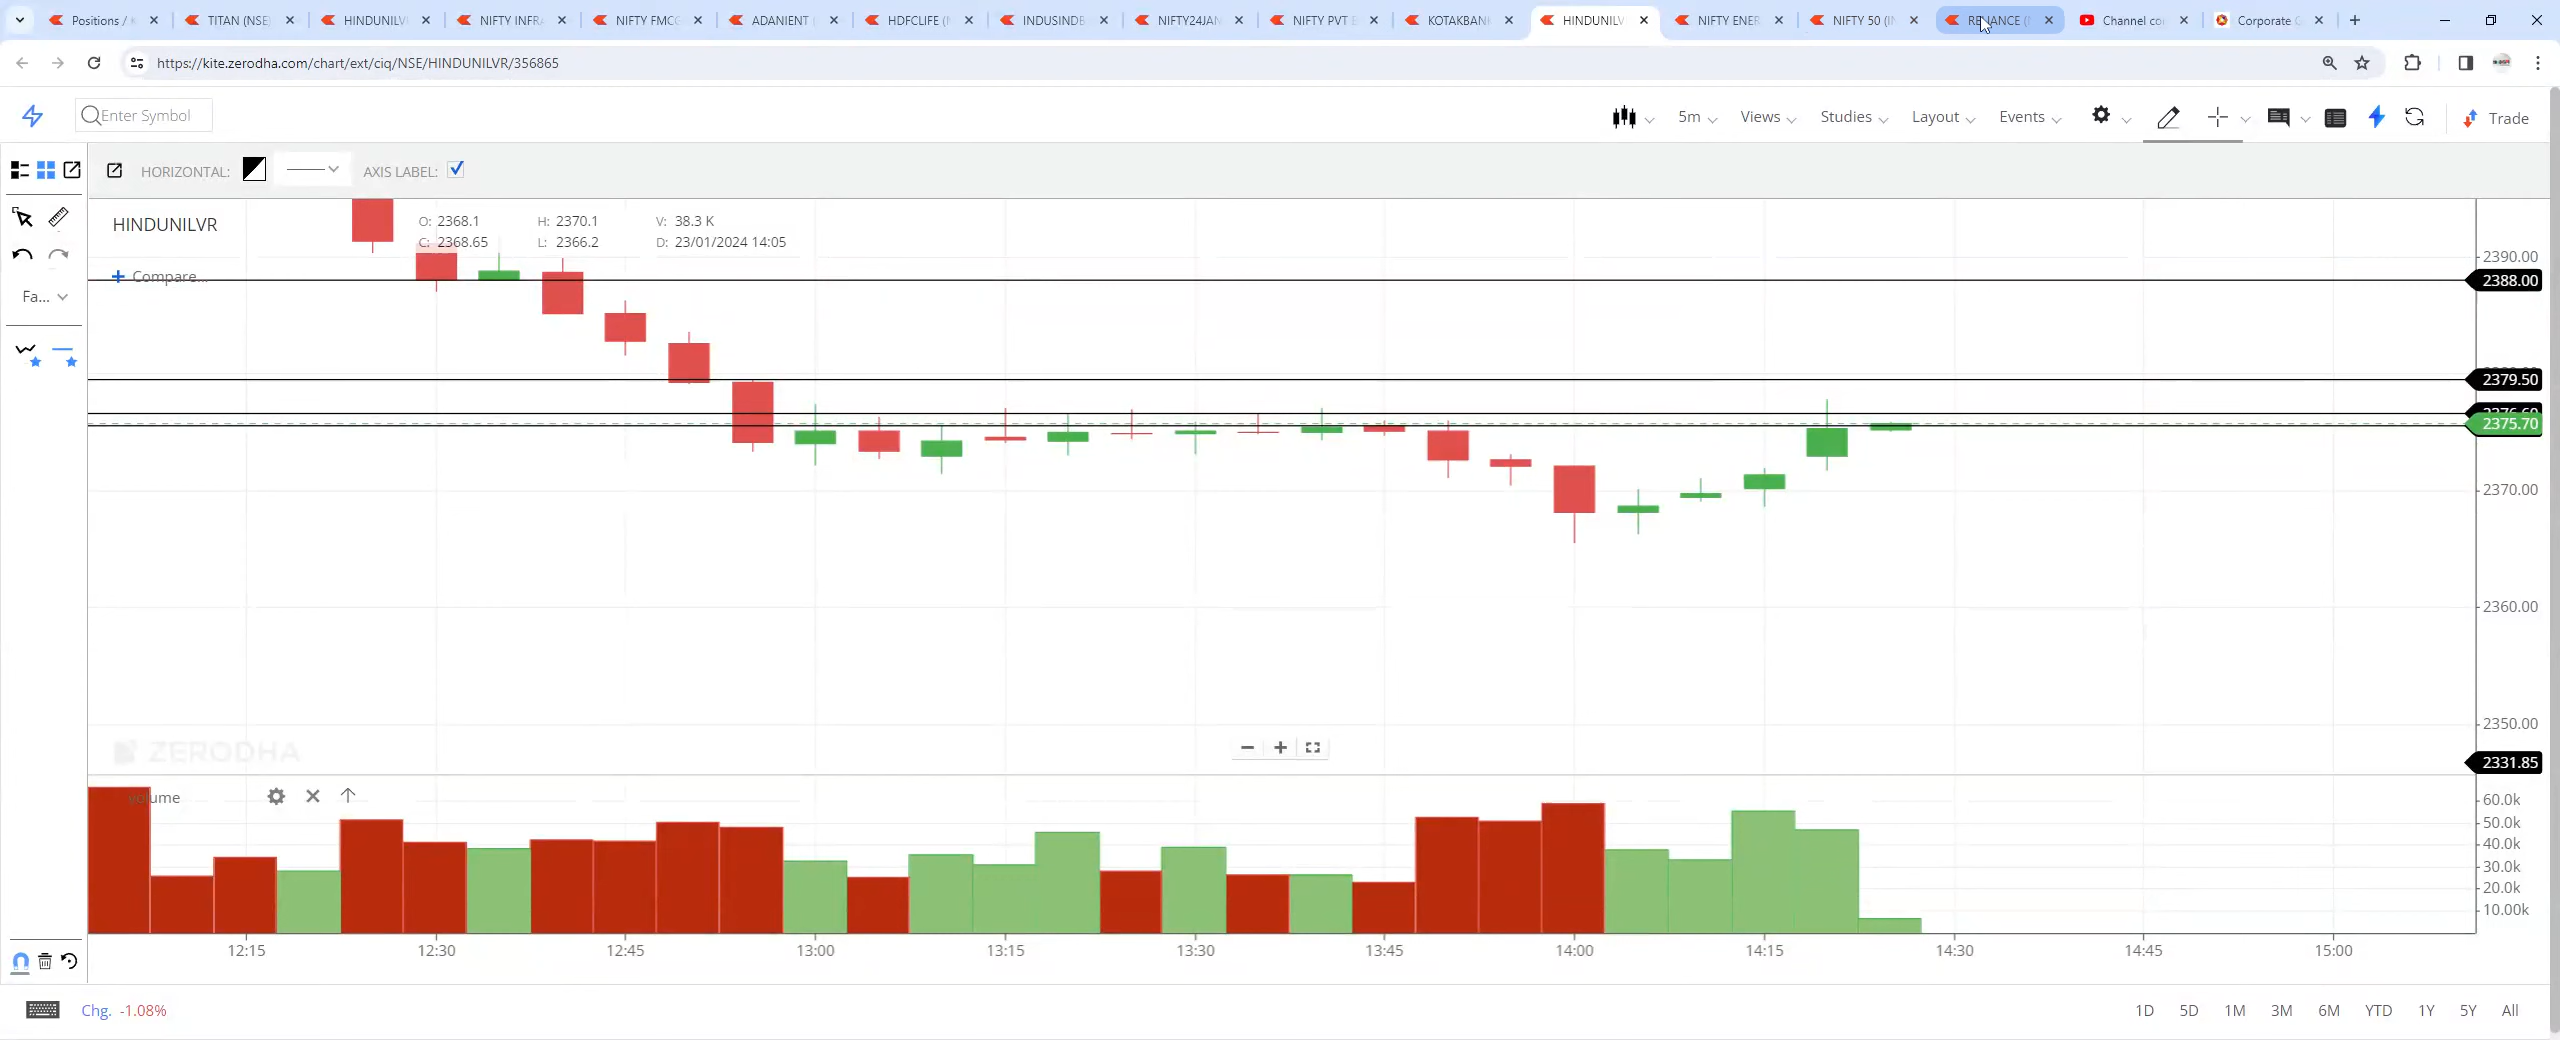 Positions /
TITAN (NSE)
HINDUNILV
NIFTY INFR
NIFTY FMC
ADANIENT
HDFCLIFE (
INDUSINDB
NIFTY24JAN
NIFTY PVT
KOTAKBAN
HINDUNILV
NIFTY ENER
NIFTY 50 (IN
RELIANCE (
Channel co
Corporate
https://kite.zerodha.com/chart/ext/ciq/NSE/HINDUNILVR/356865
Enter Symbol
5m
Views
Studies
Layout
Events
Trade
HORIZONTAL:
AXIS LABEL:
HINDUNILVR
O: 2368.1
H: 2370.1
V: 38.3 K
C: 2368.65
L: 2366.2
D: 23/01/2024 14:05
Compare...
Fa...
2390.00
2388.00
2379.50
2375.70
2370.00
2360.00
2350.00
2331.85
ZERODHA
volume
60.0k
50.0k
40.0k
30.0k
20.0k
10.00k
12:15
12:30
12:45
13:00
13:15
13:30
13:45
14:00
14:15
14:30
14:45
15:00
Chg. -1.08%
1D
5D
1M
3M
6M
YTD
1Y
5Y
All